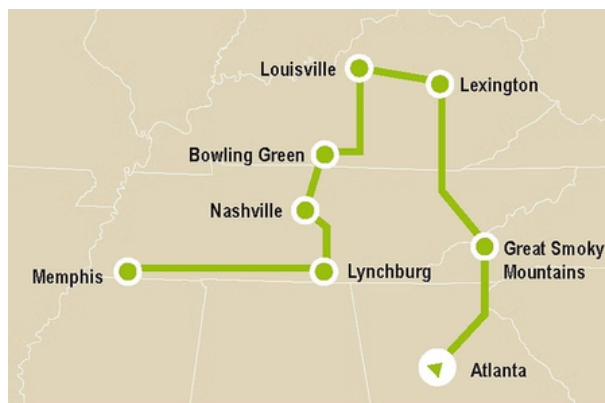 Louisville
Lexington
Bowling Green
Nashville
Great Smoky
Mountains
Memphis
Lynchburg
Atlanta